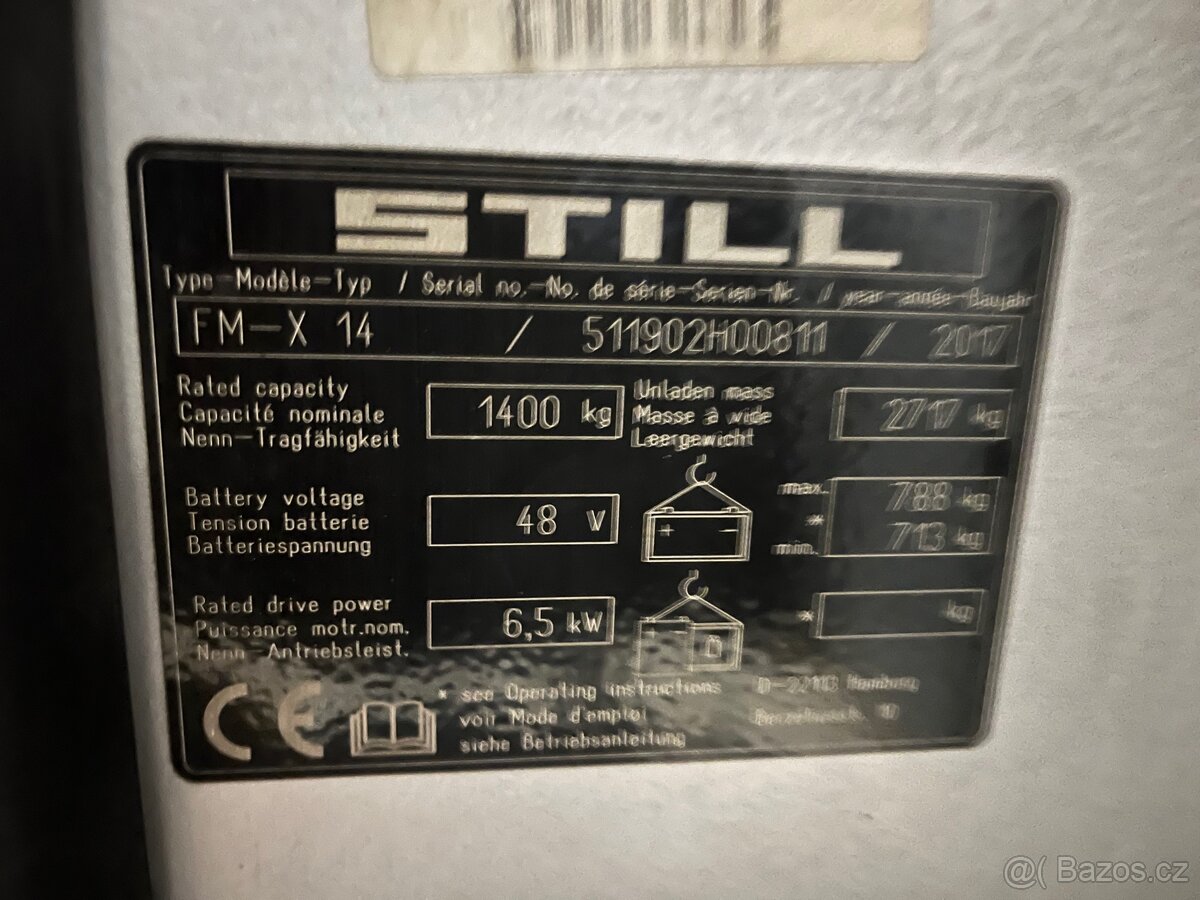 STILL
Type-Modèle-Typ / Serial no.-No. de série-Serien-Nr. / year-année-Baujahr
FM-X 14 / 511902H00811 / 2017
Rated capacity
Capacité nominale
Nenn-Tragfähigkeit
1400 kg
Unladen mass
Masse à vide
Leergewicht
2717 kg
Battery voltage
Tension batterie
Batteriespannung
48 V
+ -
max. 788 kg
*
min. 713 kg
Rated drive power
Puissance motr.nom.
Nenn-Antriebsleist.
6,5 kW
* kg
CE
* see Operating instructions
voir Mode d'emploi
siehe Betriebsanleitung
D-22113 Hamburg
@( Bazos.cz